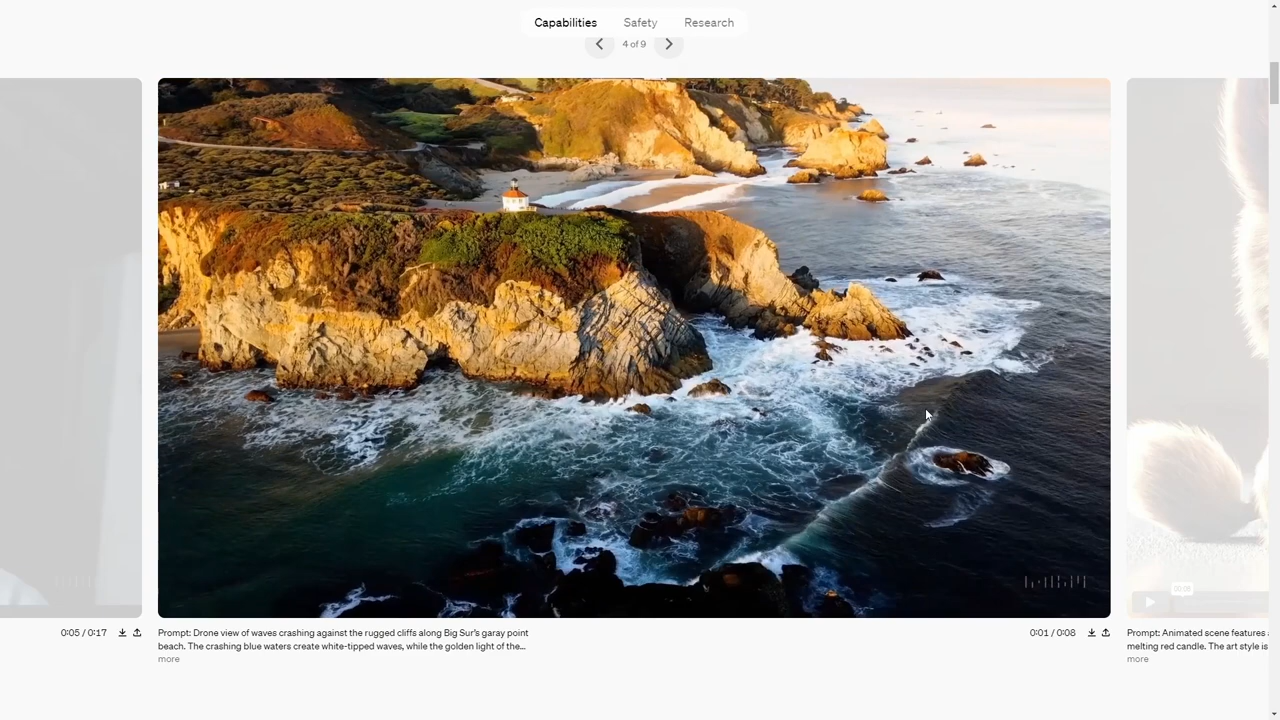 Capabilities Safety Research
4 of 9
0:05 / 0:17
Prompt: Drone view of waves crashing against the rugged cliffs along Big Sur's garay point
beach. The crashing blue waters create white-tipped waves, while the golden light of the...
more
0:01 / 0:08
Prompt: Animated scene features
melting red candle. The art style is
more